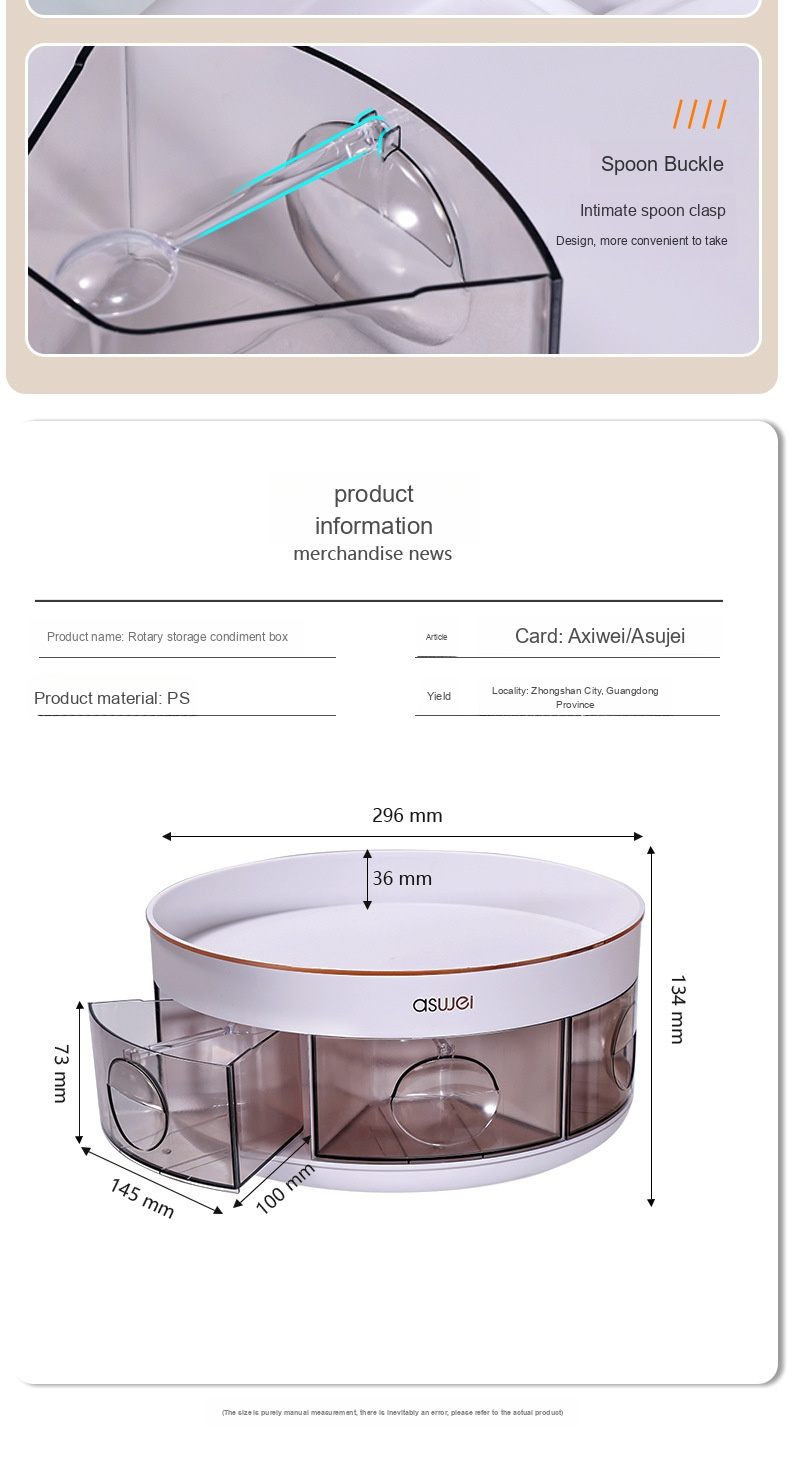 Spoon Buckle
Intimate spoon clasp
Design, more convenient to take
product
information
merchandise news
Product name: Rotary storage condiment box
Article
Card: Axiwei/Asujei
Product material: PS
Yield
Locality: Zhongshan City, Guangdong
Province
296 mm
36 mm
134 mm
aswei
73 mm
145 mm
100 mm
(The size is purely manual measurement, there is inevitably an error, please refer to the actual product)